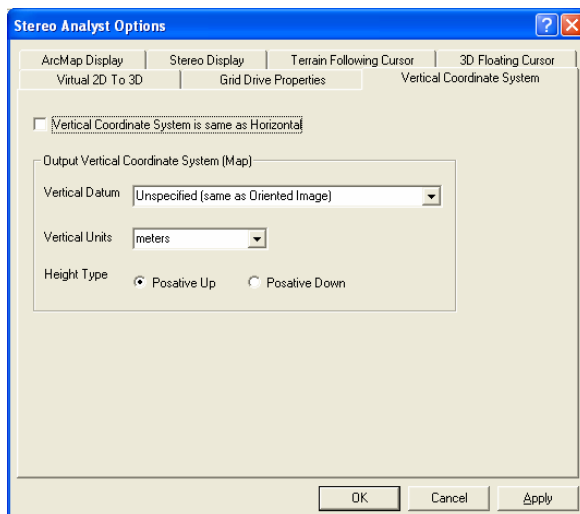 Stereo Analyst Options
ArcMap Display
Stereo Display
Terrain Following Cursor
3D Floating Cursor
Virtual 2D To 3D
Grid Drive Properties
Vertical Coordinate System
Vertical Coordinate System is same as Horizontal
Output Vertical Coordinate System (Map)
Vertical Datum
Unspecified (same as Oriented Image)
Vertical Units
meters
Height Type
Posative Up
Posative Down
OK
Cancel
Apply